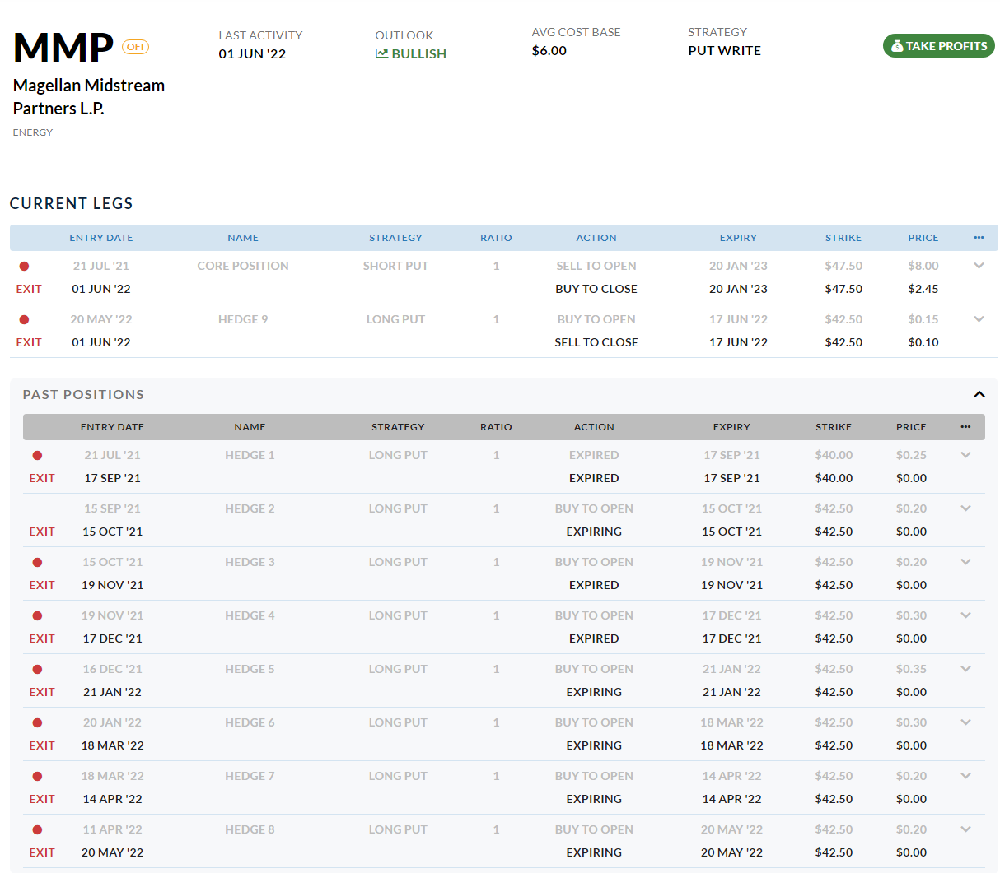 MMP OFI
Magellan Midstream
Partners L.P.
ENERGY
LAST ACTIVITY
01 JUN '22
OUTLOOK
BULLISH
AVG COST BASE
$6.00
STRATEGY
PUT WRITE
TAKE PROFITS
CURRENT LEGS
ENTRY DATE NAME STRATEGY RATIO ACTION EXPIRY STRIKE PRICE •••
21 JUL '21 CORE POSITION SHORT PUT 1 SELL TO OPEN 20 JAN '23 $47.50 $8.00
EXIT 01 JUN '22 BUY TO CLOSE 20 JAN '23 $47.50 $2.45
20 MAY '22 HEDGE 9 LONG PUT 1 BUY TO OPEN 17 JUN '22 $42.50 $0.15
EXIT 01 JUN '22 SELL TO CLOSE 17 JUN '22 $42.50 $0.10
PAST POSITIONS
ENTRY DATE NAME STRATEGY RATIO ACTION EXPIRY STRIKE PRICE •••
21 JUL '21 HEDGE 1 LONG PUT 1 EXPIRED 17 SEP '21 $40.00 $0.25
EXIT 17 SEP '21 EXPIRED 17 SEP '21 $40.00 $0.00
15 SEP '21 HEDGE 2 LONG PUT 1 BUY TO OPEN 15 OCT '21 $42.50 $0.20
EXIT 15 OCT '21 EXPIRING 15 OCT '21 $42.50 $0.00
15 OCT '21 HEDGE 3 LONG PUT 1 BUY TO OPEN 19 NOV '21 $42.50 $0.20
EXIT 19 NOV '21 EXPIRED 19 NOV '21 $42.50 $0.00
19 NOV '21 HEDGE 4 LONG PUT 1 BUY TO OPEN 17 DEC '21 $42.50 $0.30
EXIT 17 DEC '21 EXPIRED 17 DEC '21 $42.50 $0.00
16 DEC '21 HEDGE 5 LONG PUT 1 BUY TO OPEN 21 JAN '22 $42.50 $0.35
EXIT 21 JAN '22 EXPIRING 21 JAN '22 $42.50 $0.00
20 JAN '22 HEDGE 6 LONG PUT 1 BUY TO OPEN 18 MAR '22 $42.50 $0.30
EXIT 18 MAR '22 EXPIRING 18 MAR '22 $42.50 $0.00
18 MAR '22 HEDGE 7 LONG PUT 1 BUY TO OPEN 14 APR '22 $42.50 $0.20
EXIT 14 APR '22 EXPIRING 14 APR '22 $42.50 $0.00
11 APR '22 HEDGE 8 LONG PUT 1 BUY TO OPEN 20 MAY '22 $42.50 $0.20
EXIT 20 MAY '22 EXPIRING 20 MAY '22 $42.50 $0.00